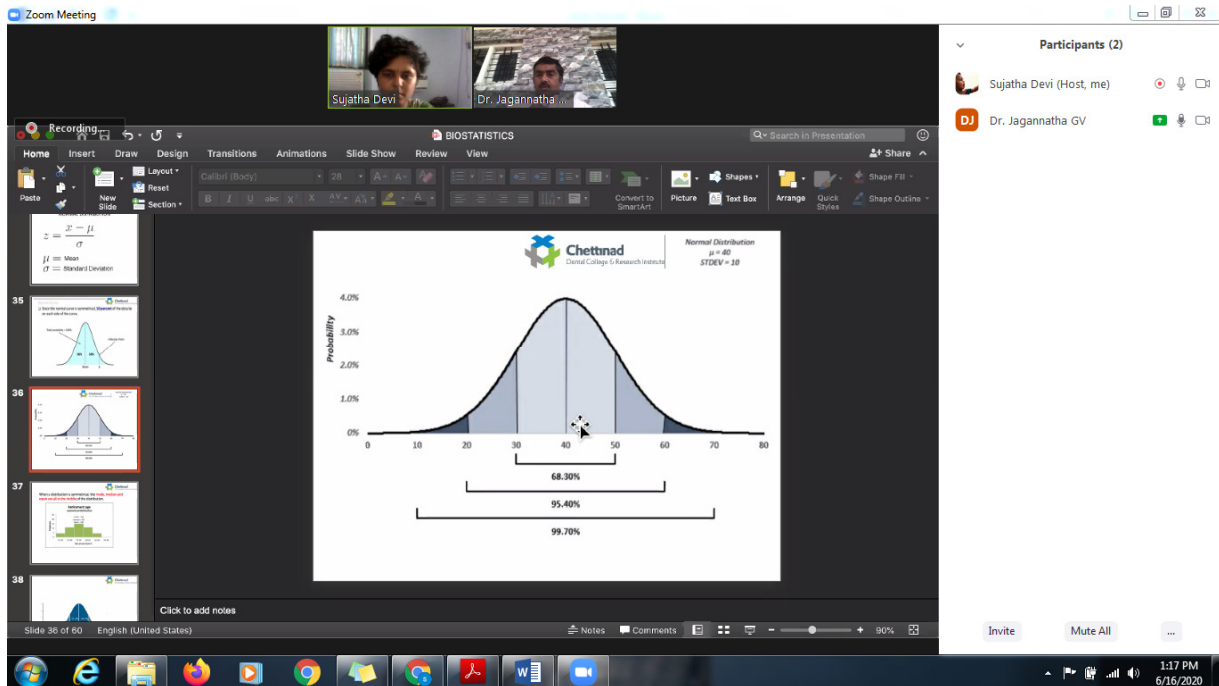 Zoom Meeting
Participants (2)
Sujatha Devi
Dr. Jagannatha ...
Sujatha Devi (Host, me)
DJ
Dr. Jagannatha GV
Recording...
BIOSTATISTICS
Search in Presentation
Home Insert Draw Design Transitions Animations Slide Show Review View
Share
Paste
New
Slide
Layout
Reset
Section
Calibri (Body) 28
Convert to
SmartArt
Picture
Shapes
Text Box
Arrange
Quick
Styles
Shape Fill
Shape Outline
z = x − μ
σ
μ = Mean
σ = Standard Deviation
35
36
37
38
Chettinad
Dental College & Research Institute
Normal Distribution
μ = 40
STDEV = 10
Probability
4.0%
3.0%
2.0%
1.0%
0%
0 10 20 30 40 50 60 70 80
68.30%
95.40%
99.70%
Click to add notes
Slide 36 of 60 English (United States)
Notes Comments 90%
Invite Mute All ...
1:17 PM
6/16/2020